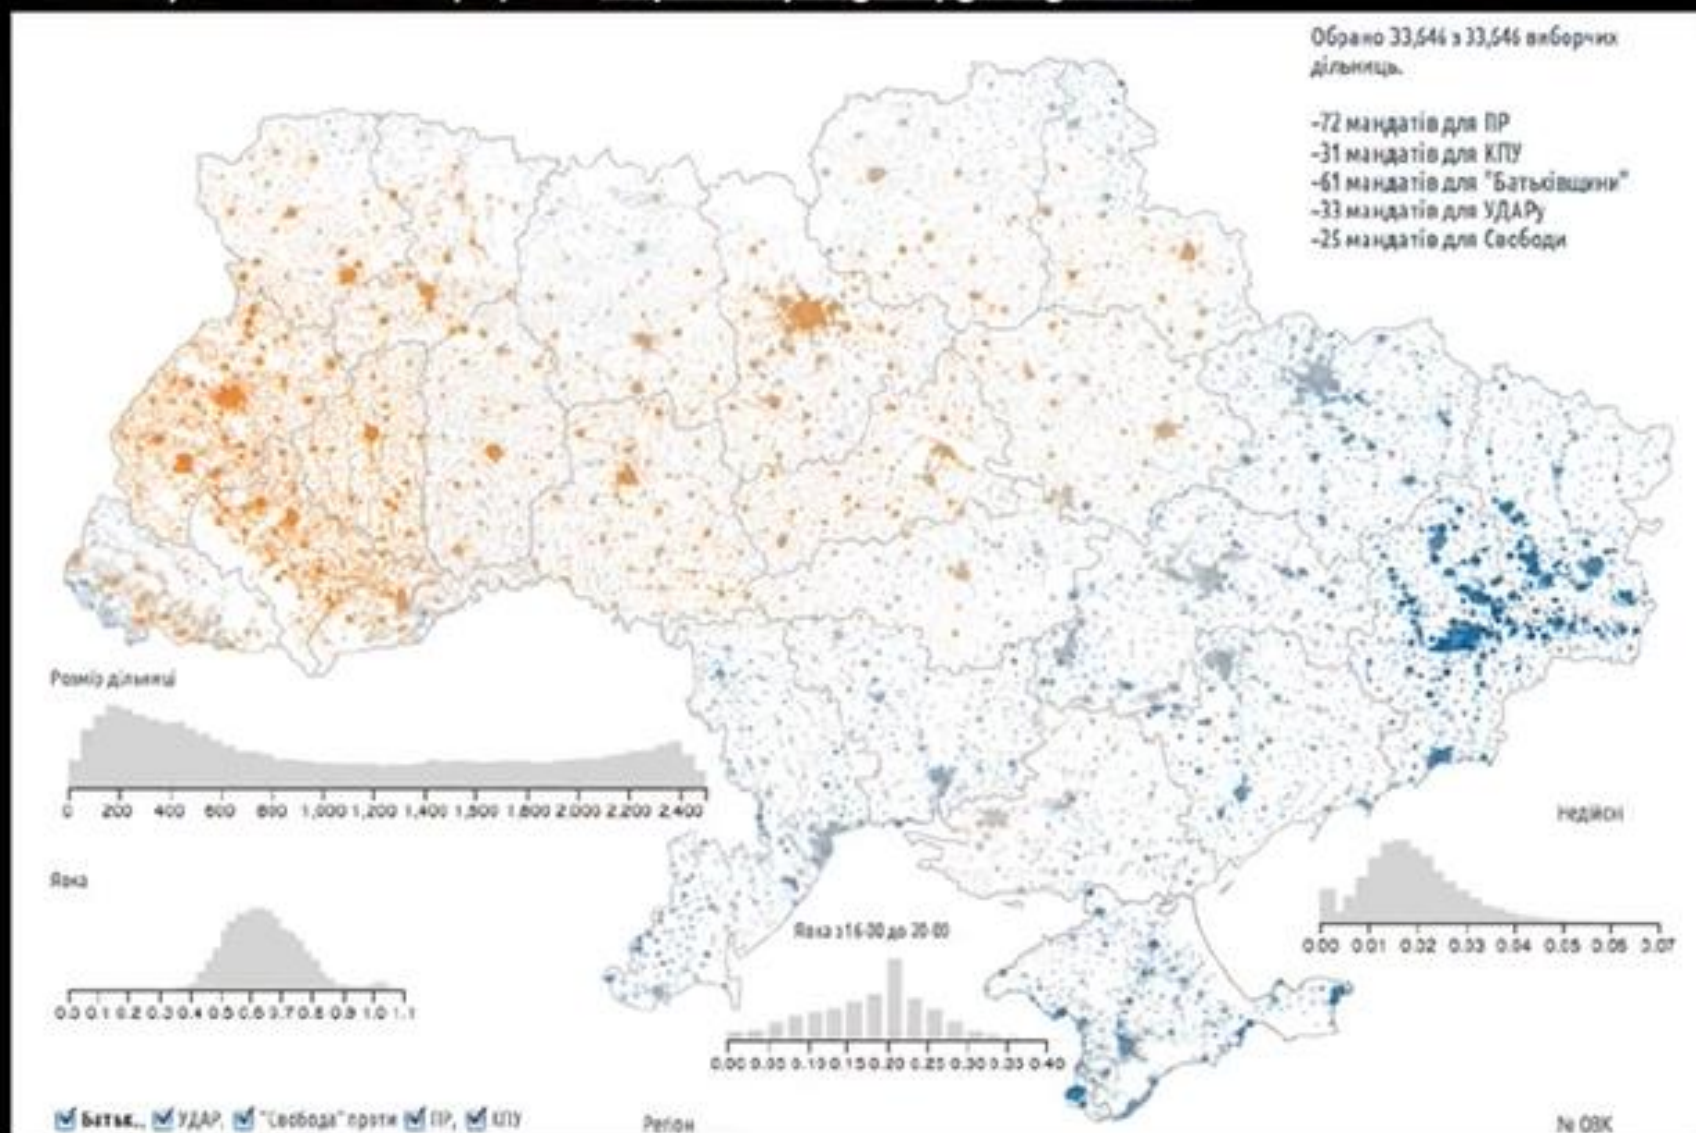 Обрано 33,646 з 33,646 виборчих
дільниць.
~72 мандатів для ПР
~31 мандатів для КПУ
~61 мандатів для "Батьківщини"
~33 мандатів для УДАРу
~25 мандатів для Свободи
Розмір дільниці
0 200 400 600 800 1,000 1,200 1,400 1,600 1,800 2,000 2,200 2,400
Недійсні
0.00 0.01 0.02 0.03 0.04 0.05 0.06 0.07
Явка
0.0 0.1 0.2 0.3 0.4 0.5 0.6 0.7 0.8 0.9 1.0 1.1
Явка з 16-00 до 20-00
0.00 0.05 0.10 0.15 0.20 0.25 0.30 0.35 0.40
Батьк., УДАР, "Свобода" проти ПР, КПУ
Регіон
№ ОВК